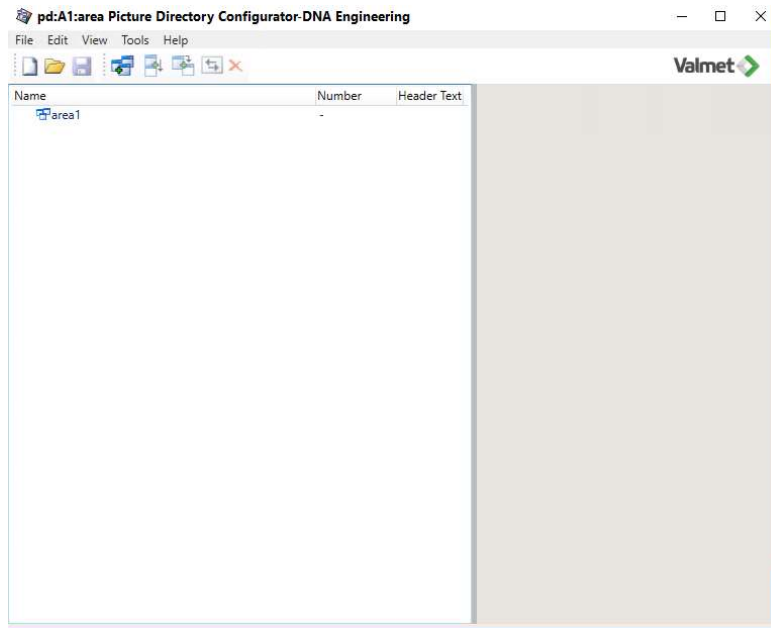 pd:A1:area Picture Directory Configurator-DNA Engineering
File Edit View Tools Help
Valmet
Name Number Header Text
area1 -